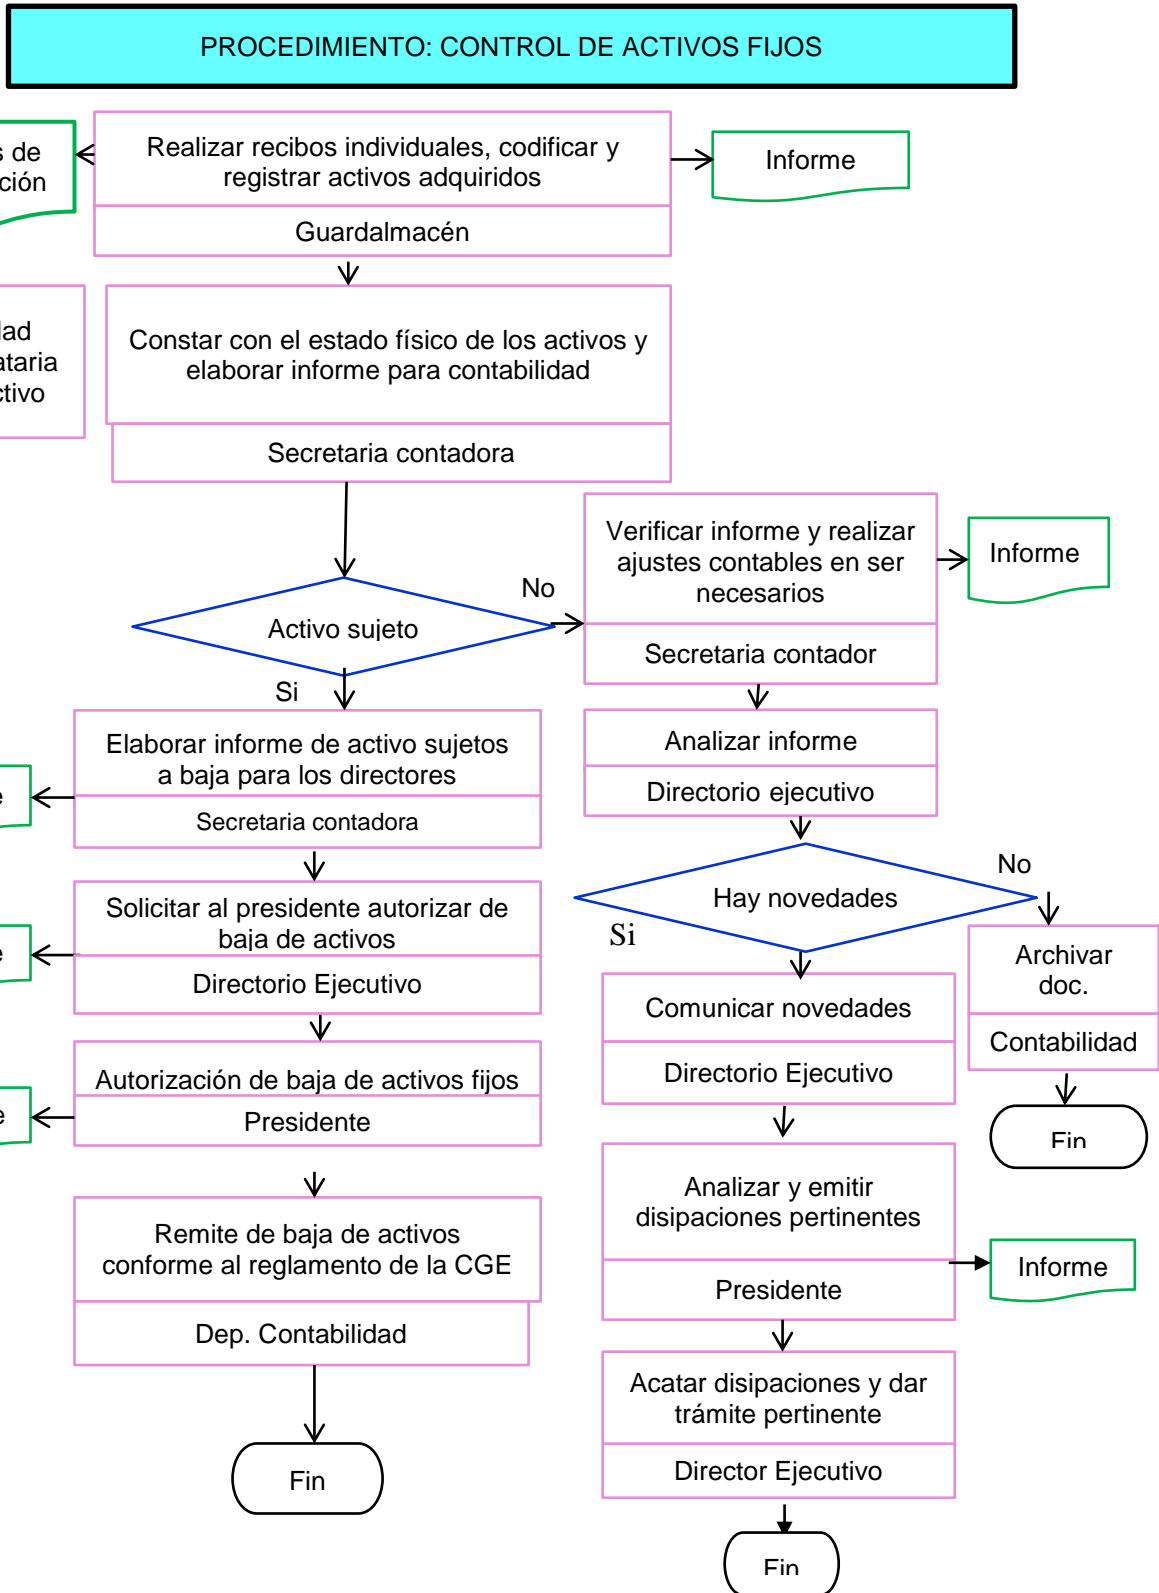 PROCEDIMIENTO: CONTROL DE ACTIVOS FIJOS
Realizar recibos individuales, codificar y
registrar activos adquiridos
Guardalmacén
Informe
de
Constar con el estado físico de los activos y
elaborar informe para contabilidad
Secretaria contadora
Activo sujeto
No
Si
Verificar informe y realizar
ajustes contables en ser
necesarios
Secretaria contador
Informe
Analizar informe
Directorio ejecutivo
Elaborar informe de activo sujetos
a baja para los directores
Secretaria contadora
Hay novedades
No
Si
Solicitar al presidente autorizar de
baja de activos
Directorio Ejecutivo
Archivar
doc.
Contabilidad
Fin
Comunicar novedades
Directorio Ejecutivo
Autorización de baja de activos fijos
Presidente
Analizar y emitir
disipaciones pertinentes
Presidente
Informe
Remite de baja de activos
conforme al reglamento de la CGE
Dep. Contabilidad
Fin
Acatar disipaciones y dar
trámite pertinente
Director Ejecutivo
Fin